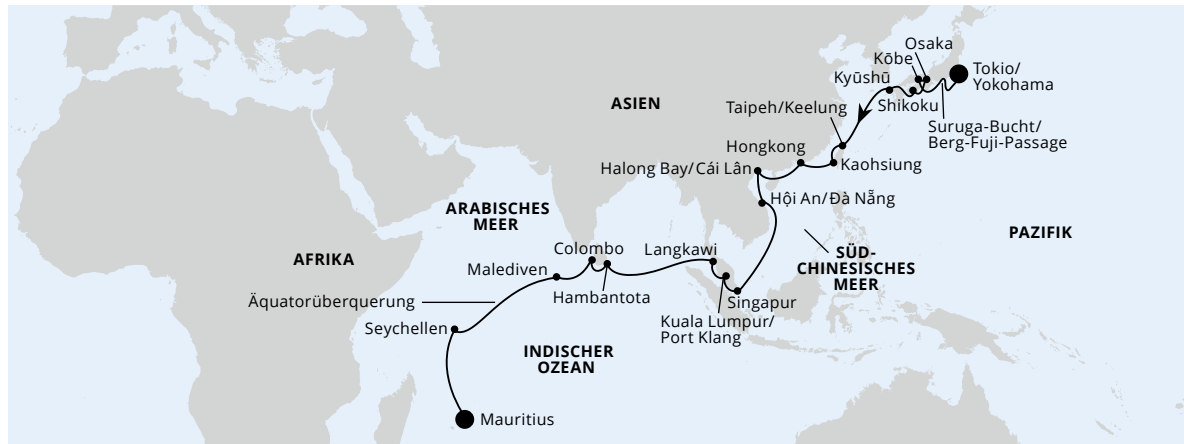 Osaka
Kōbe
Kyūshū
Tokio/
Yokohama
ASIEN
Shikoku
Taipeh/Keelung
Suruga-Bucht/
Berg-Fuji-Passage
Hongkong
Kaohsiung
Halong Bay/Cái Lân
Hội An/Đà Nẵng
ARABISCHES
MEER
PAZIFIK
AFRIKA
Colombo
Langkawi
SÜD-
CHINESISCHES
MEER
Malediven
Hambantota
Singapur
Äquatorüberquerung
Kuala Lumpur/
Port Klang
Seychellen
INDISCHER
OZEAN
Mauritius